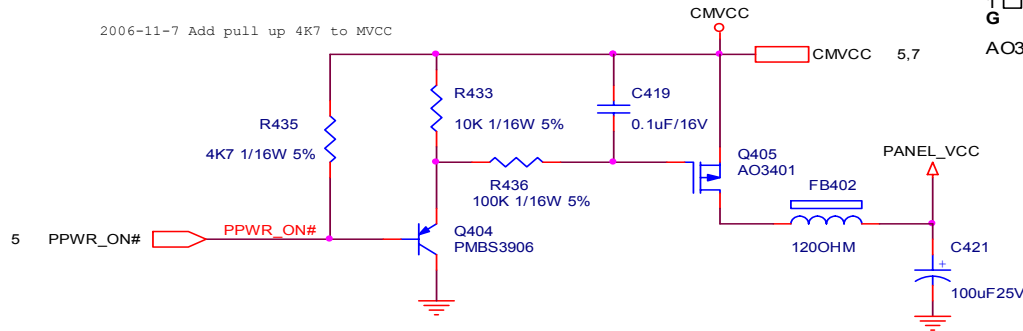 CMVCC
G
2006-11-7 Add pull up 4K7 to MVCC
AO3
CMVCC 5,7
R433
C419
10K 1/16W 5%
0.1uF/16V
R435
4K7 1/16W 5%
Q405
AO3401
PANEL_VCC
R436
100K 1/16W 5%
FB402
5 PPWR_ON# PPWR_ON#
Q404
PMBS3906
120OHM
C421
+
100uF25V